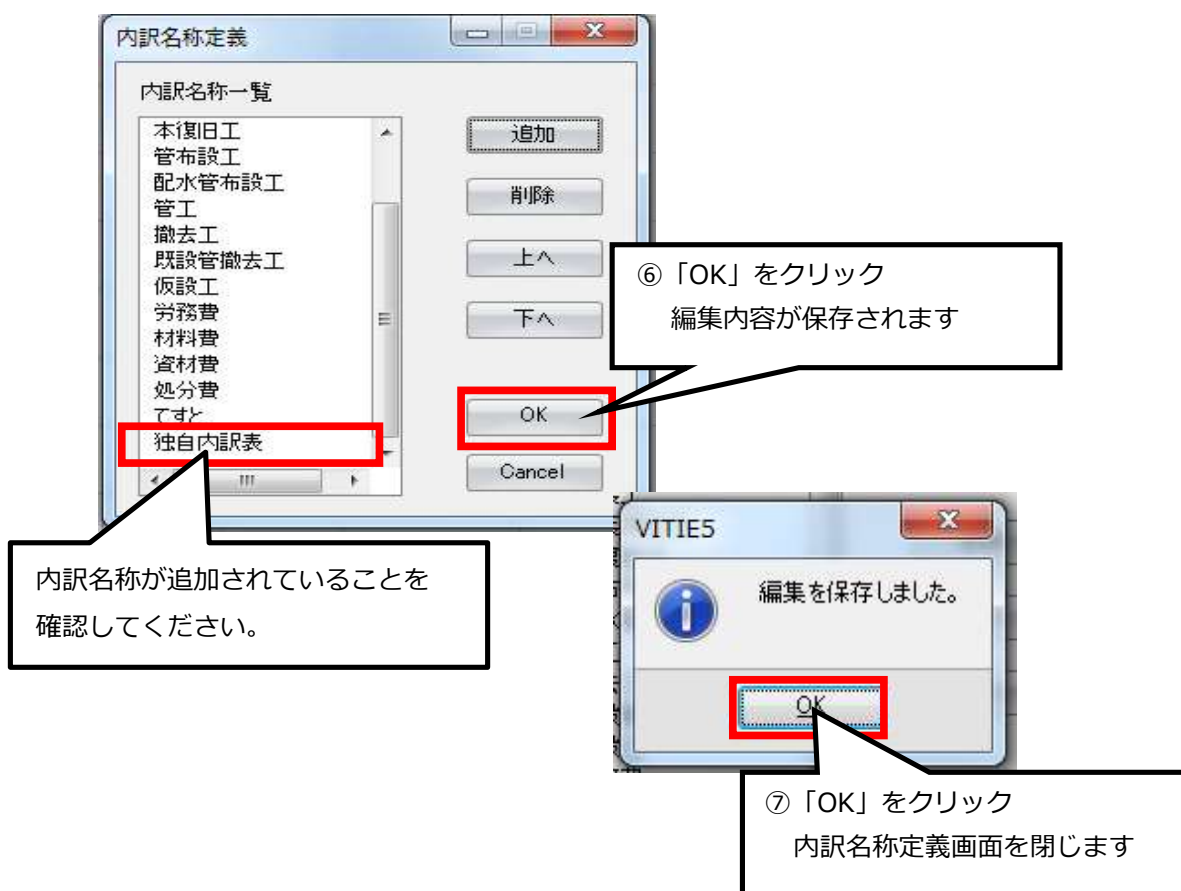 内訳名称定義
内訳名称一覧
本復旧工
管布設工
配水管布設工
管工
撤去工
既設管撤去工
仮設工
労務費
材料費
資材費
処分費
てすと
独自内訳表
追加
削除
上へ
下へ
OK
Cancel
⑥「OK」をクリック
編集内容が保存されます
内訳名称が追加されていることを
確認してください。
VITIE5
編集を保存しました。
OK
⑦「OK」をクリック
内訳名称定義画面を閉じます